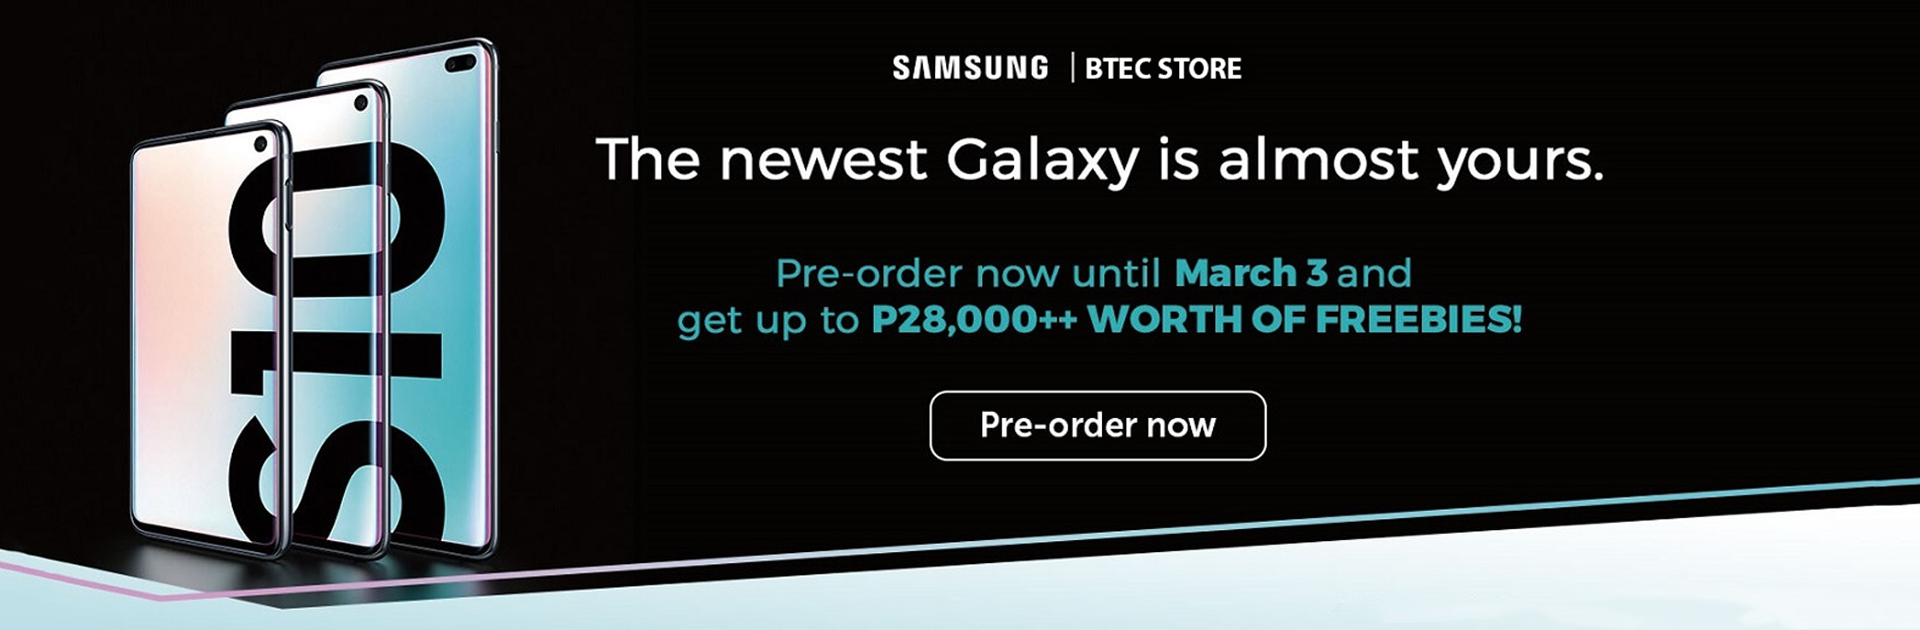 S10
SAMSUNG | BTEC STORE
The newest Galaxy is almost yours.
Pre-order now until March 3 and
get up to P28,000++ WORTH OF FREEBIES!
Pre-order now